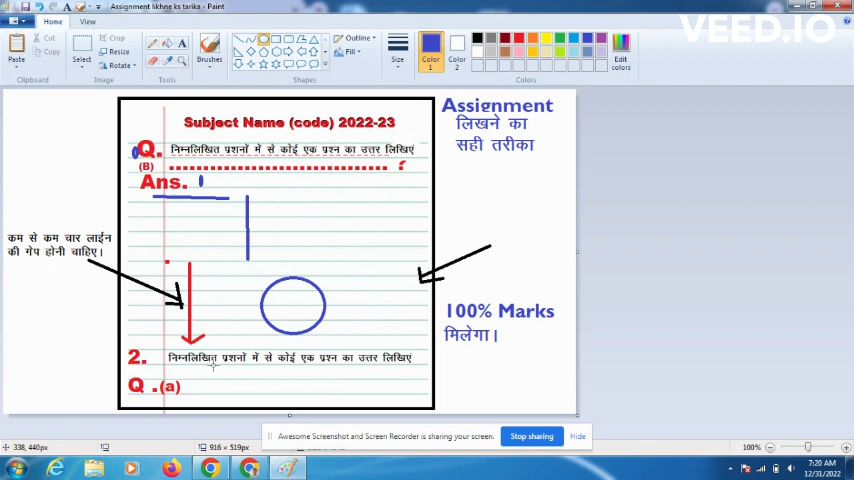 Assignment likhne ks tarika - Paint
VEED.IO
Home
View
Paste
Cut
Copy
Clipboard
Select
Crop
Resize
Rotate
Image
Tools
Brushes
Shapes
Outline
Fill
Size
Color
1
Color
2
Colors
Edit
colors
Subject Name (code) 2022-23
Q. निम्नलिखित प्रशनों में से कोई एक प्रश्न का उत्तर लिखिएं
(B) ................................ ?
Ans.
Assignment
लिखने का
सही तरीका
कम से कम चार लाईन
की गेप होनी चाहिए।
100% Marks
मिलेगा।
2. निम्नलिखित प्रशनों में से कोई एक प्रश्न का उत्तर लिखिएं
Q .(a)
Awesome Screenshot and Screen Recorder is sharing your screen.
Stop sharing
Hide
338, 440px
916 × 519px
100%
7:20 AM
12/31/2022